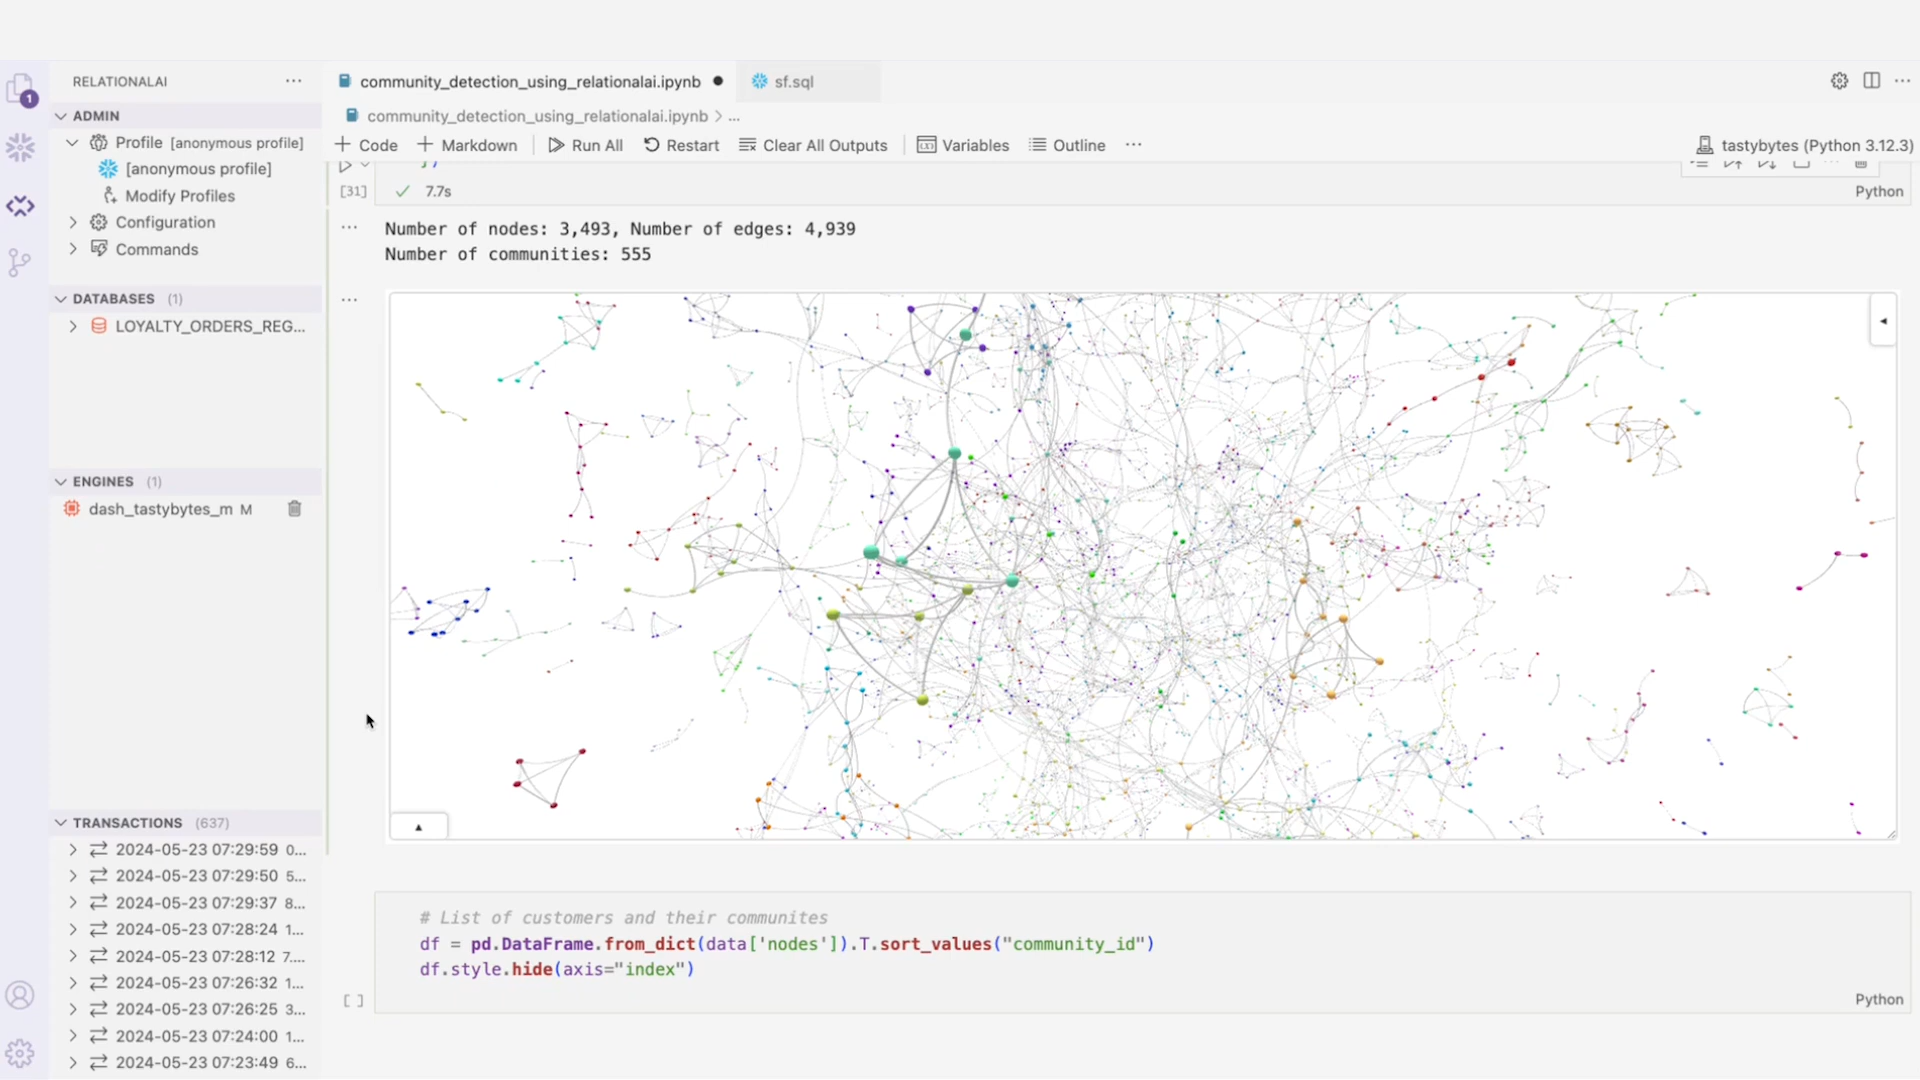 RELATIONALAI
community_detection_using_relationalai.ipynb
sf.sql
1
ADMIN
Profile [anonymous profile]
[anonymous profile]
Modify Profiles
Configuration
Commands
DATABASES (1)
LOYALTY_ORDERS_REG...
ENGINES (1)
dash_tastybytes_m M
TRANSACTIONS (637)
2024-05-23 07:29:59 0...
2024-05-23 07:29:50 5...
2024-05-23 07:29:37 8...
2024-05-23 07:28:24 1...
2024-05-23 07:28:12 7....
2024-05-23 07:26:32 1...
2024-05-23 07:26:25 3...
2024-05-23 07:24:00 1...
2024-05-23 07:23:49 6...
community_detection_using_relationalai.ipynb > ...
+ Code + Markdown Run All Restart Clear All Outputs Variables Outline ... tastybytes (Python 3.12.3)
[31] 7.7s Python
Number of nodes: 3,493, Number of edges: 4,939
Number of communities: 555
# List of customers and their communites
df = pd.DataFrame.from_dict(data['nodes']).T.sort_values("community_id")
df.style.hide(axis="index")
[ ] Python